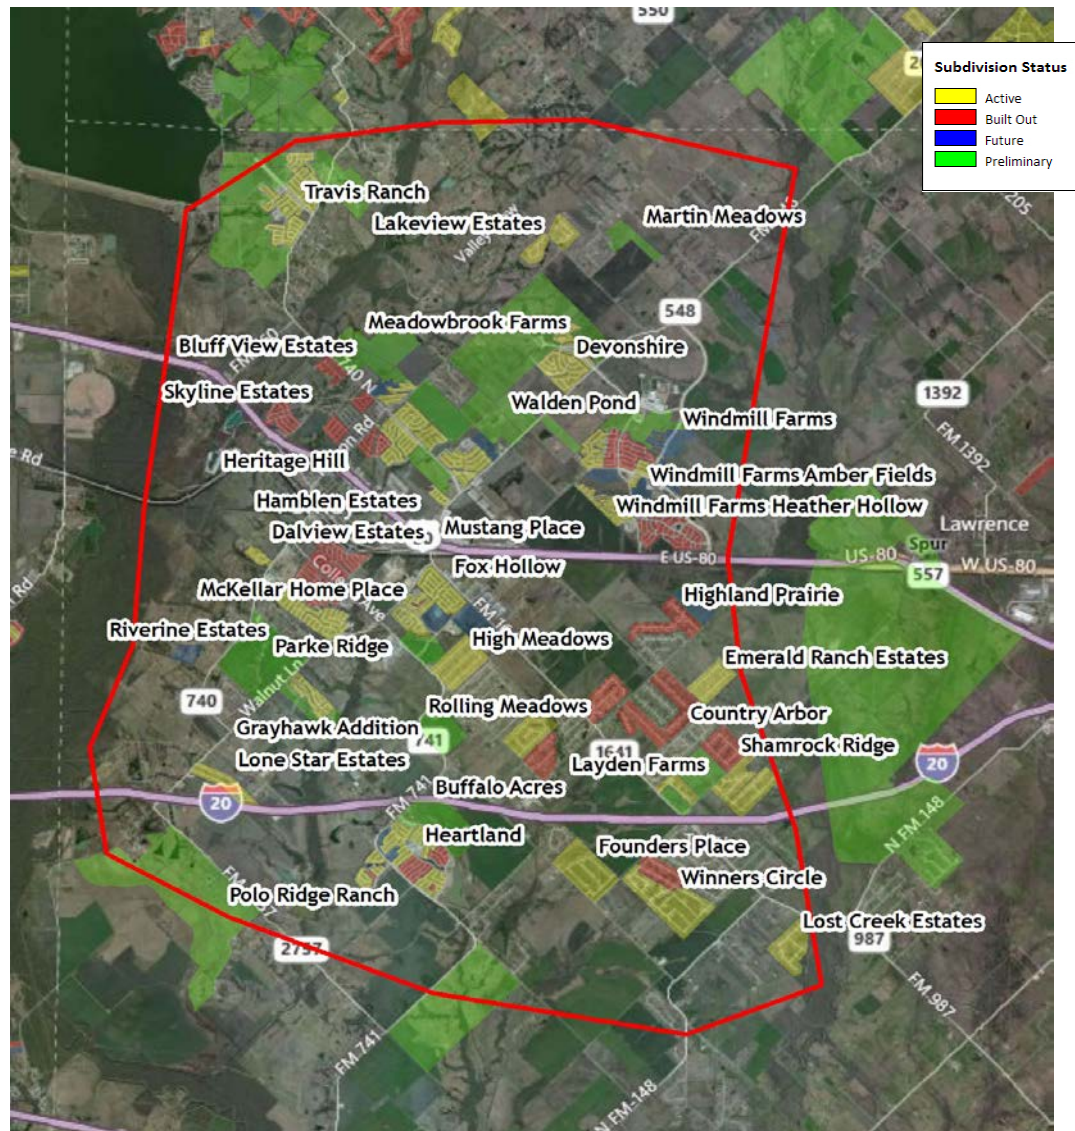 550
Subdivision Status
Active
Built Out
Future
Preliminary
205
Travis Ranch
Lakeview Estates
Martin Meadows
548
Meadowbrook Farms
Bluff View Estates
Devonshire
740 N
Skyline Estates
Walden Pond
1392
Windmill Farms
FM 1392
Heritage Hill
Windmill Farms Amber Fields
Hamblen Estates
Windmill Farms Heather Hollow
Dalview Estates
Mustang Place
Lawrence
Spur
E US-80
US-80
W US-80
557
Fox Hollow
McKellar Home Place
Highland Prairie
Riverine Estates
Parke Ridge
High Meadows
Emerald Ranch Estates
Walnut Ln
740
Rolling Meadows
Country Arbor
Grayhawk Addition
741
1641
Shamrock Ridge
Lone Star Estates
Layden Farms
20
Buffalo Acres
20
FM 741
N FM-148
Heartland
Founders Place
Winners Circle
Polo Ridge Ranch
Lost Creek Estates
2757
987
FM 987
FM 741
N FM-148